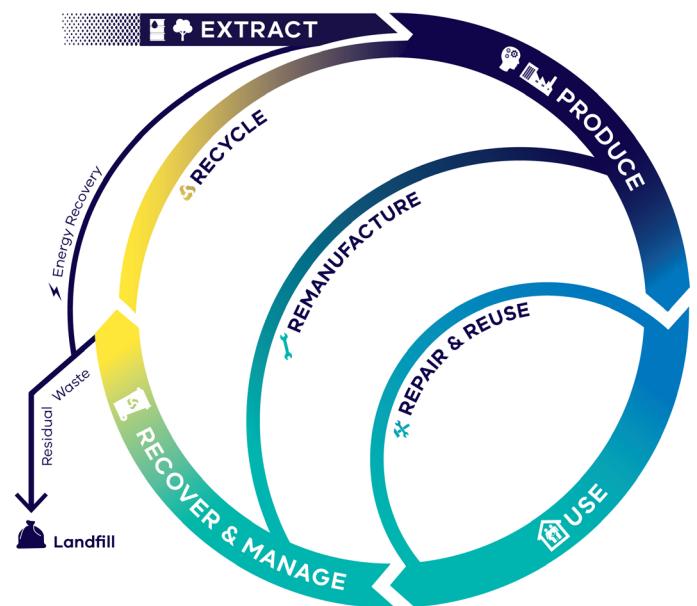 EXTRACT
PRODUCE
RECYCLE
Energy Recovery
REMANUFACTURE
REPAIR & REUSE
Residual Waste
RECOVER & MANAGE
USE
Landfill